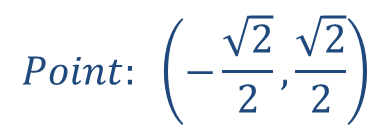 Point: (−√2/2, √2/2)